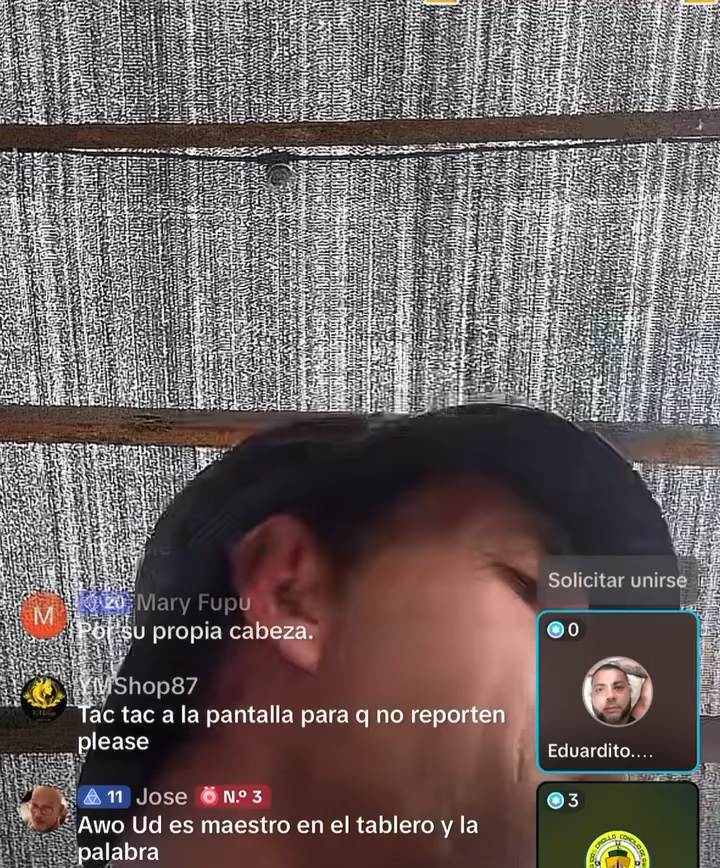 20 Mary Fupu
Por su propia cabeza.
YMShop87
Tac tac a la pantalla para q no reporten
please
11 Jose N.º 3
Awo Ud es maestro en el tablero y la
palabra
Solicitar unirse
0
Eduardito....
3
M